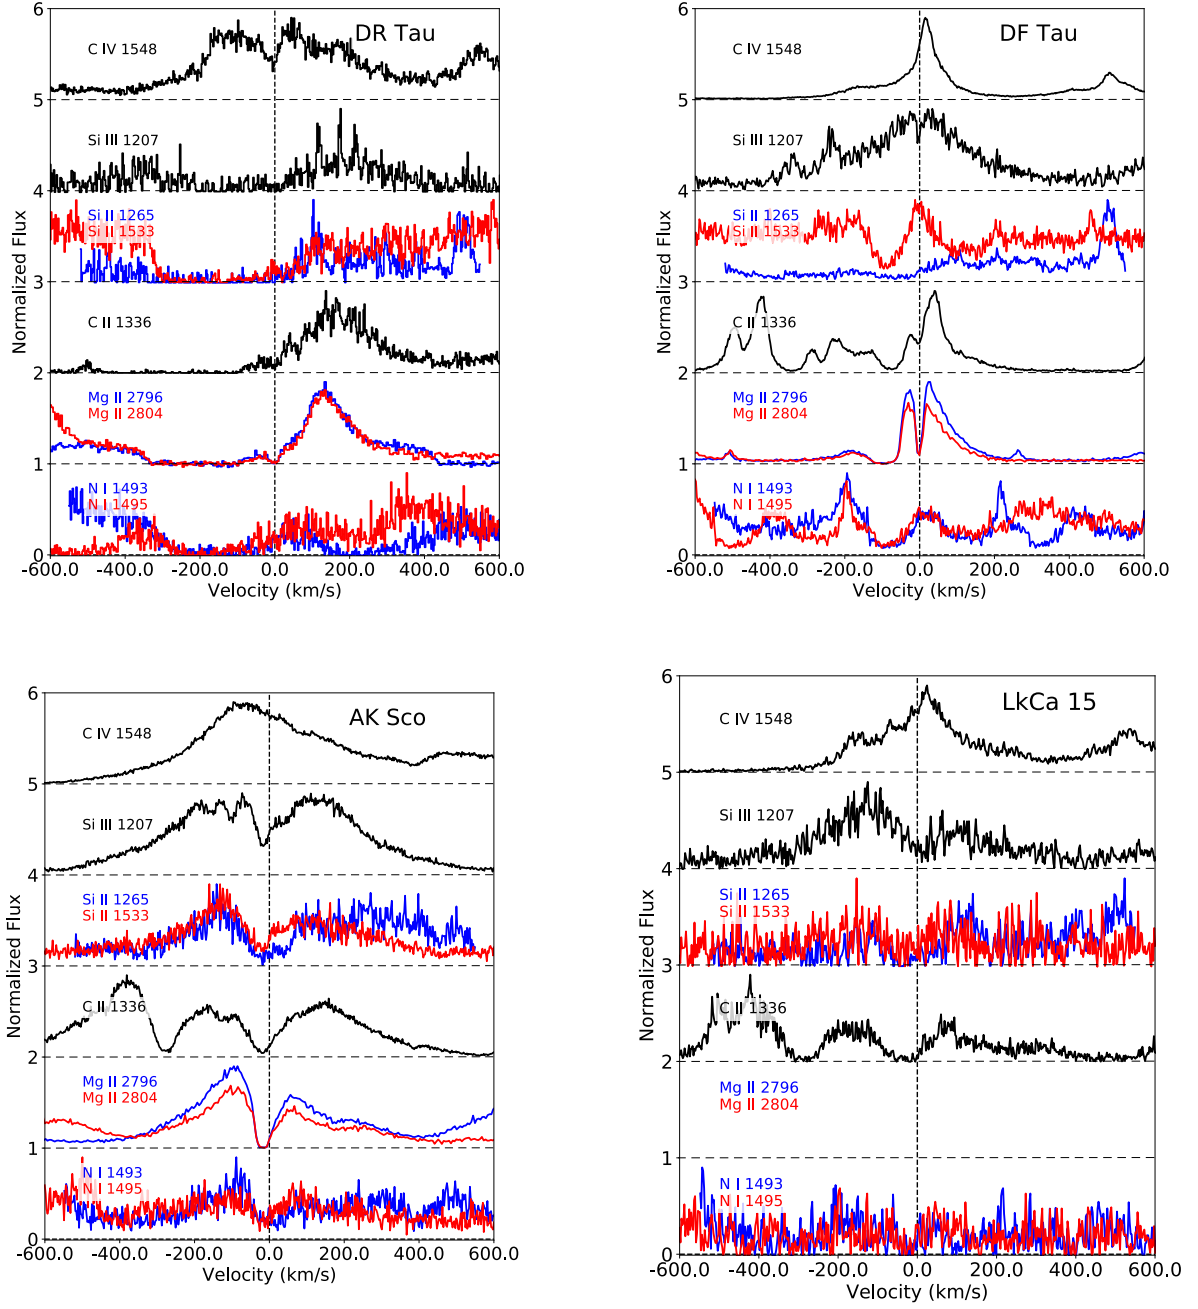 DR Tau
6
C IV 1548
5
Si III 1207
4
Si II 1265
Si II 1533
3
C II 1336
2
Mg II 2796
Mg II 2804
1
N I 1493
N I 1495
0
Normalized Flux
-600.0 -400.0 -200.0 0.0 200.0 400.0 600.0
Velocity (km/s)
DF Tau
6
C IV 1548
5
Si III 1207
4
Si II 1265
Si II 1533
3
C II 1336
2
Mg II 2796
Mg II 2804
1
N I 1493
N I 1495
0
Normalized Flux
-600.0 -400.0 -200.0 0.0 200.0 400.0 600.0
Velocity (km/s)
AK Sco
6
C IV 1548
5
Si III 1207
4
Si II 1265
Si II 1533
3
C II 1336
2
Mg II 2796
Mg II 2804
1
N I 1493
N I 1495
0
Normalized Flux
-600.0 -400.0 -200.0 0.0 200.0 400.0 600.0
Velocity (km/s)
LkCa 15
6
C IV 1548
5
Si III 1207
4
Si II 1265
Si II 1533
3
C II 1336
2
Mg II 2796
Mg II 2804
1
N I 1493
N I 1495
0
Normalized Flux
-600.0 -400.0 -200.0 0.0 200.0 400.0 600.0
Velocity (km/s)